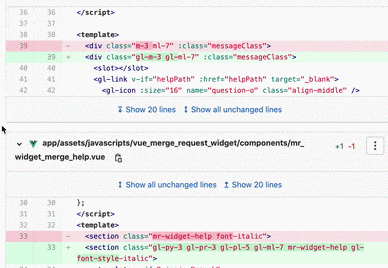 36 36 </script>
37 37
38 38 <template>
39 - <div class="m-3 ml-7" :class="messageClass">
39 + <div class="gl-m-3 gl-ml-7" :class="messageClass">
40 40 <slot></slot>
41 41 <gl-link v-if="helpPath" :href="helpPath" target="_blank">
42 42 <gl-icon :size="16" name="question-o" class="align-middle" />
Show 20 lines Show all unchanged lines
app/assets/javascripts/vue_merge_request_widget/components/mr_
widget_merge_help.vue
+1 -1
Show all unchanged lines Show 20 lines
30 30 };
31 31 </script>
32 32 <template>
33 - <section class="mr-widget-help font-italic">
33 + <section class="gl-py-3 gl-pr-3 gl-pl-5 gl-ml-7 mr-widget-help gl-
font-style-italic">